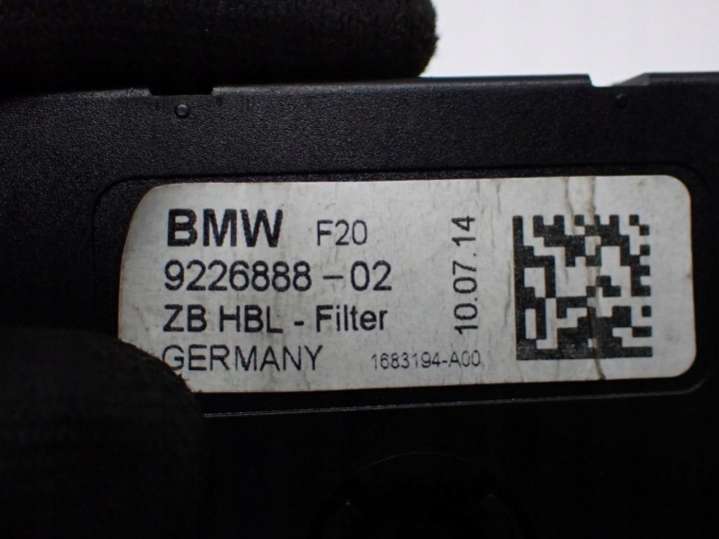 BMW F20
9226888-02
ZB HBL - Filter
GERMANY 1683194-A00
10.07.14